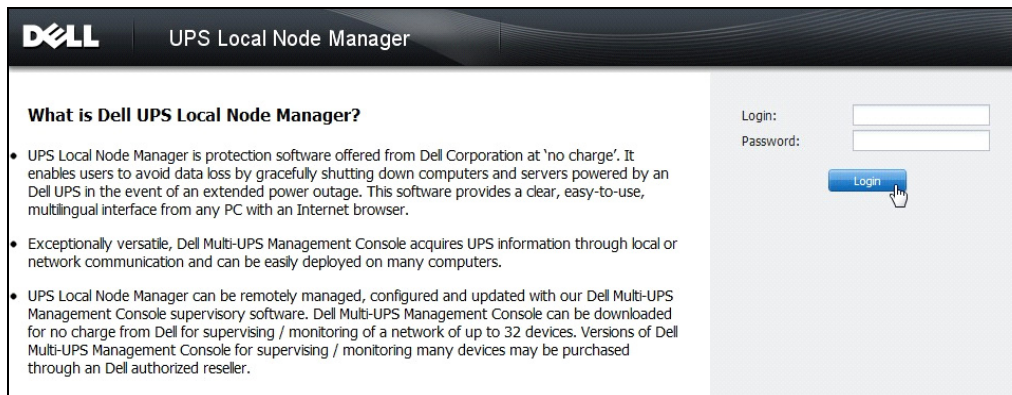 DELL
UPS Local Node Manager
What is Dell UPS Local Node Manager?
• UPS Local Node Manager is protection software offered from Dell Corporation at ‘no charge’. It
enables users to avoid data loss by gracefully shutting down computers and servers powered by an
Dell UPS in the event of an extended power outage. This software provides a clear, easy-to-use,
multilingual interface from any PC with an Internet browser.
• Exceptionally versatile, Dell Multi-UPS Management Console acquires UPS information through local or
network communication and can be easily deployed on many computers.
• UPS Local Node Manager can be remotely managed, configured and updated with our Dell Multi-UPS
Management Console supervisory software. Dell Multi-UPS Management Console can be downloaded
for no charge from Dell for supervising / monitoring of a network of up to 32 devices. Versions of Dell
Multi-UPS Management Console for supervising / monitoring many devices may be purchased
through an Dell authorized reseller.
Login:
Password:
Login